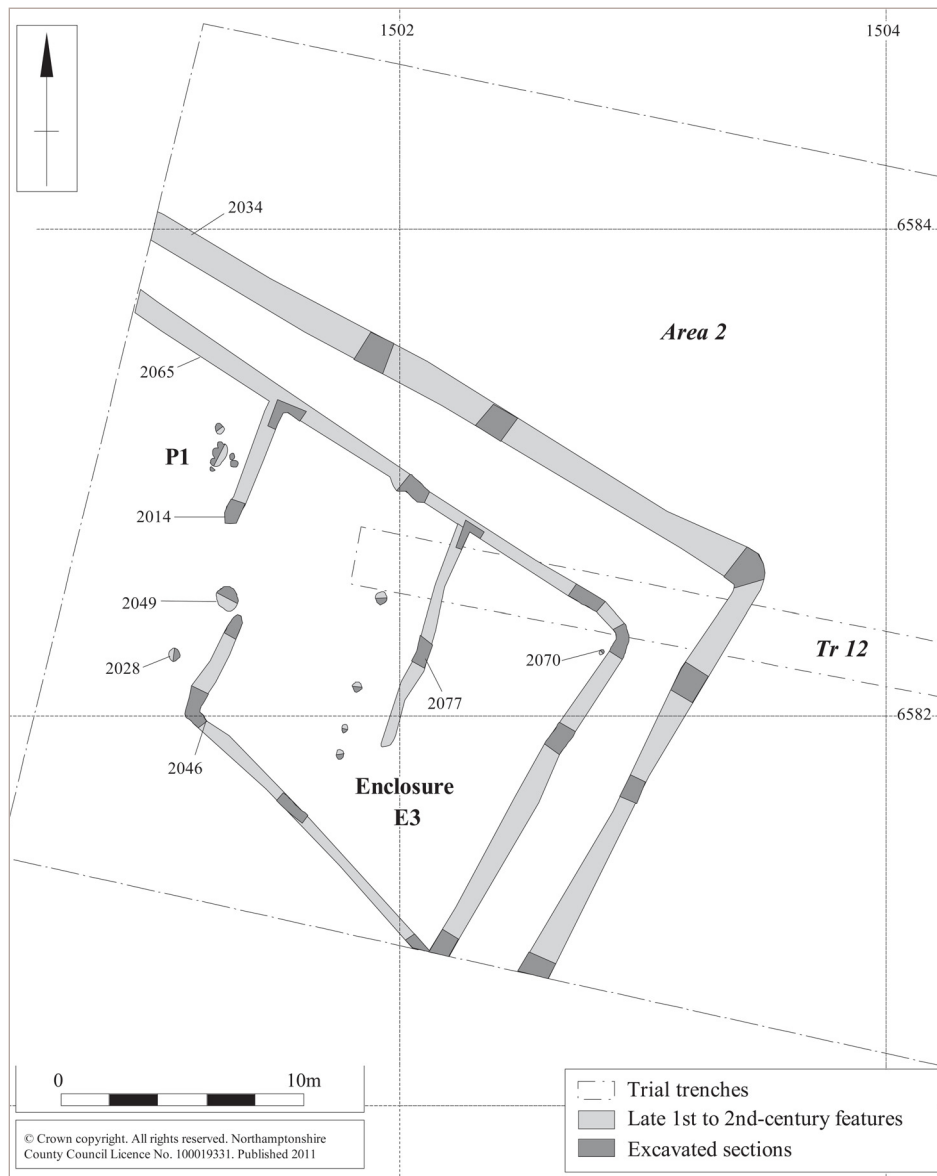 1502
1504
2034
6584
Area 2
2065
P1
2014
2049
2028
2070
Tr 12
2077
6582
2046
Enclosure
E3
0
10m
Trial trenches
Late 1st to 2nd-century features
Excavated sections
© Crown copyright. All rights reserved. Northamptonshire
County Council Licence No. 100019331. Published 2011